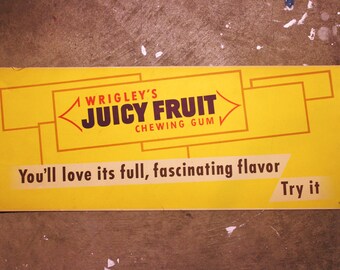 WRIGLEY'S
JUICY FRUIT
CHEWING GUM
You'll love its full, fascinating flavor
Try it